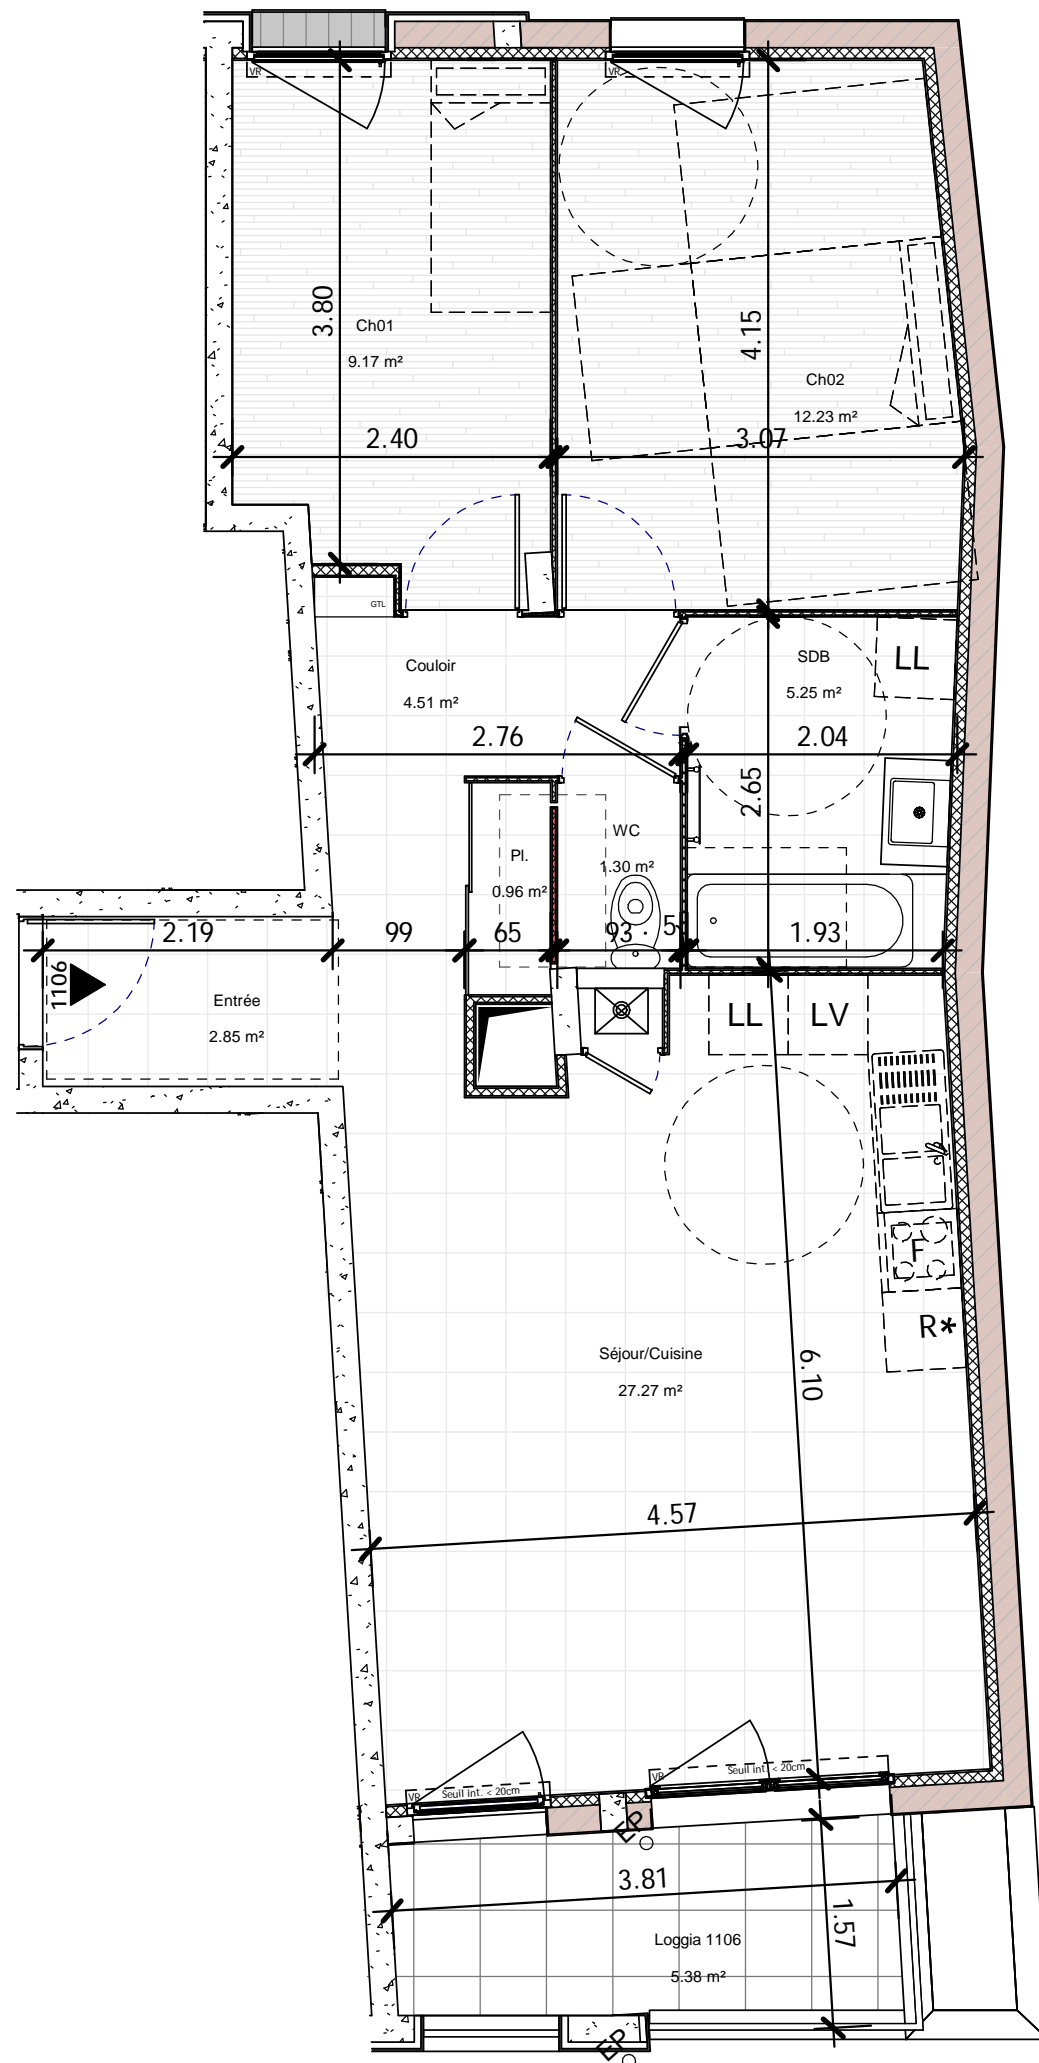 VR
VR
3.80
Ch01
9.17 m²
4.15
Ch02
12.23 m²
2.40
3.07
GTL
Couloir
4.51 m²
SDB
5.25 m²
LL
2.76
2.04
2.65
WC
1.30 m²
Pl.
0.96 m²
2.19
99
65
93
5
1.93
1106
Entrée
2.85 m²
LL
LV
F
R*
Séjour/Cuisine
27.27 m²
6.10
4.57
VR
Seuil Int. < 20cm
VR
Seuil Int. < 20cm
EP
3.81
1.57
Loggia 1106
5.38 m²
EP